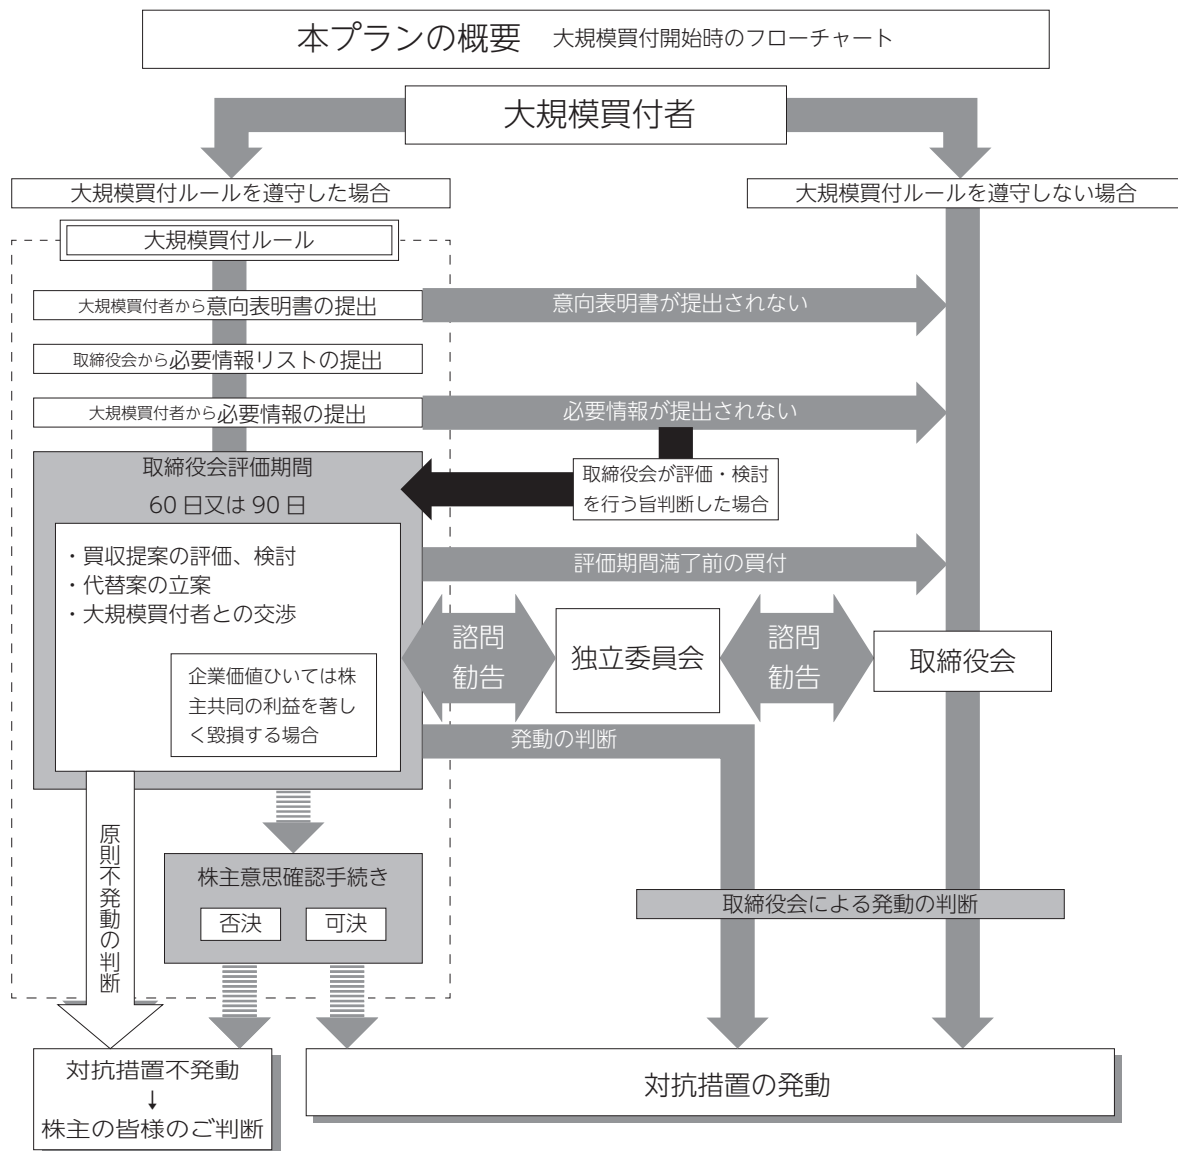 本プランの概要　大規模買付開始時のフローチャート
大規模買付者
大規模買付ルールを遵守した場合
大規模買付ルールを遵守しない場合
大規模買付ルール
大規模買付者から意向表明書の提出
意向表明書が提出されない
取締役会から必要情報リストの提出
大規模買付者から必要情報の提出
必要情報が提出されない
取締役会評価期間
60 日又は 90 日
取締役会が評価・検討
を行う旨判断した場合
・買収提案の評価、検討
・代替案の立案
・大規模買付者との交渉
評価期間満了前の買付
諮問
勧告
独立委員会
諮問
勧告
取締役会
企業価値ひいては株
主共同の利益を著し
く毀損する場合
発動の判断
原則不発動の判断
株主意思確認手続き
否決
可決
取締役会による発動の判断
対抗措置不発動
↓
株主の皆様のご判断
対抗措置の発動